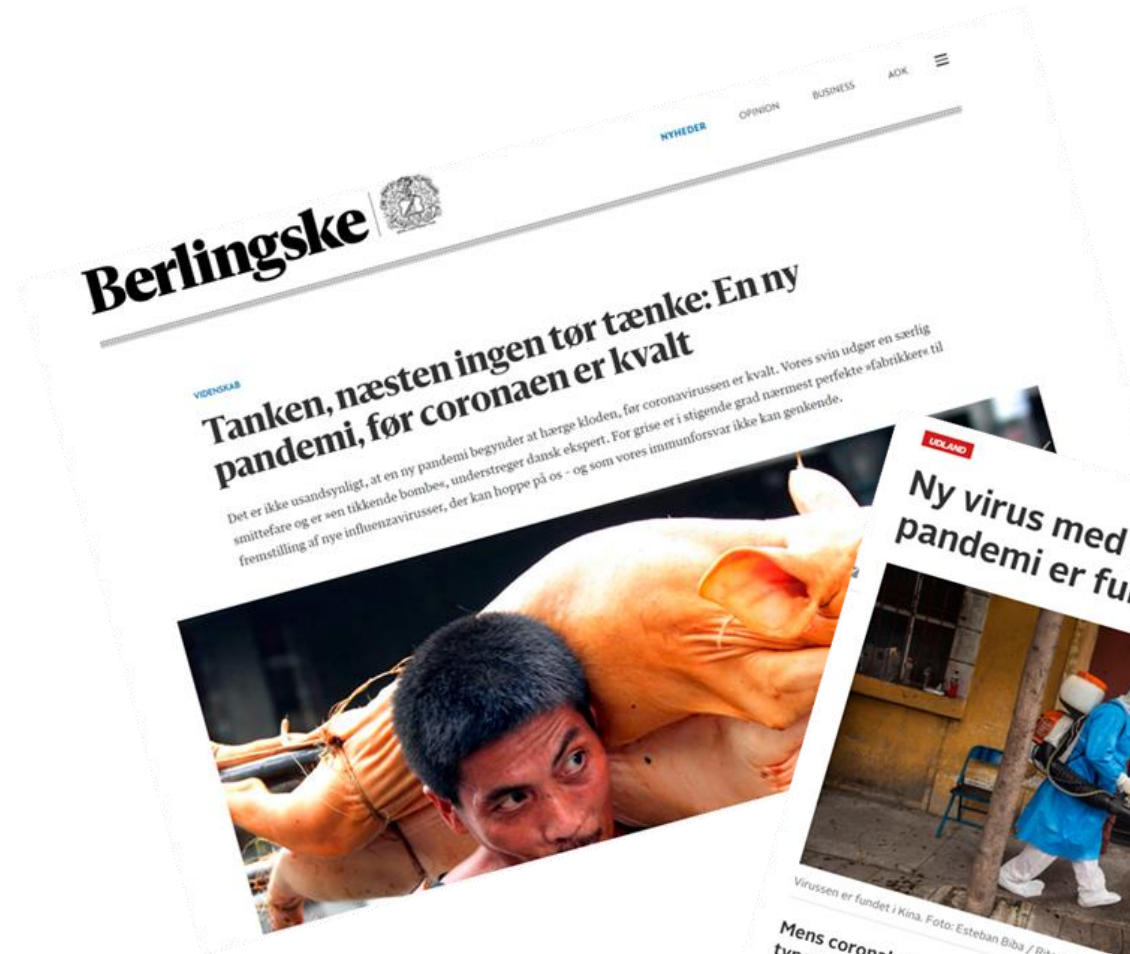 NYHEDER OPINION BUSINESS AOK
Berlingske
VIDENSKAB
Tanken, næsten ingen tør tænke: En ny
pandemi, før coronaen er kvalt
Det er ikke usandsynligt, at en ny pandemi begynder at hærge kloden, før coronavirussen er kvalt. Vores svin udgør en særlig
smittefare og er »en tikkende bombe«, understreger dansk ekspert. For grise er i stigende grad nærmest perfekte »fabrikker« til
fremstilling af nye influenzavirusser, der kan hoppe på os – og som vores immunforsvar ikke kan genkende.
UDLAND
Ny virus med
pandemi er
Virussen er fundet i Kina. Foto: Esteban Biba /
Mens